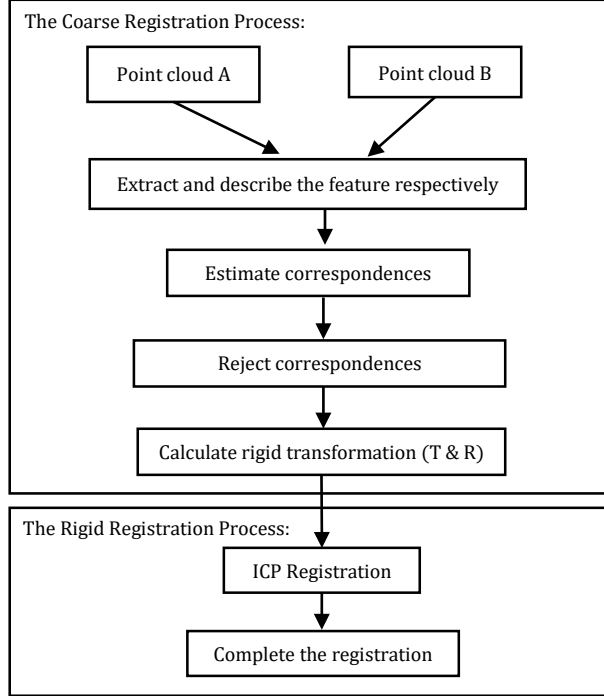 The Coarse Registration Process:
Point cloud A
Point cloud B
Extract and describe the feature respectively
Estimate correspondences
Reject correspondences
Calculate rigid transformation (T & R)
The Rigid Registration Process:
ICP Registration
Complete the registration